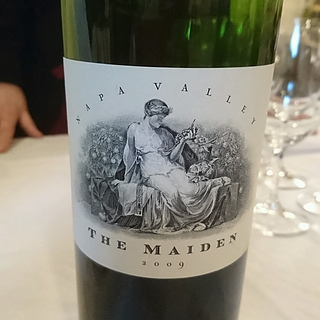 NAPA VALLEY
THE MAIDEN
2009